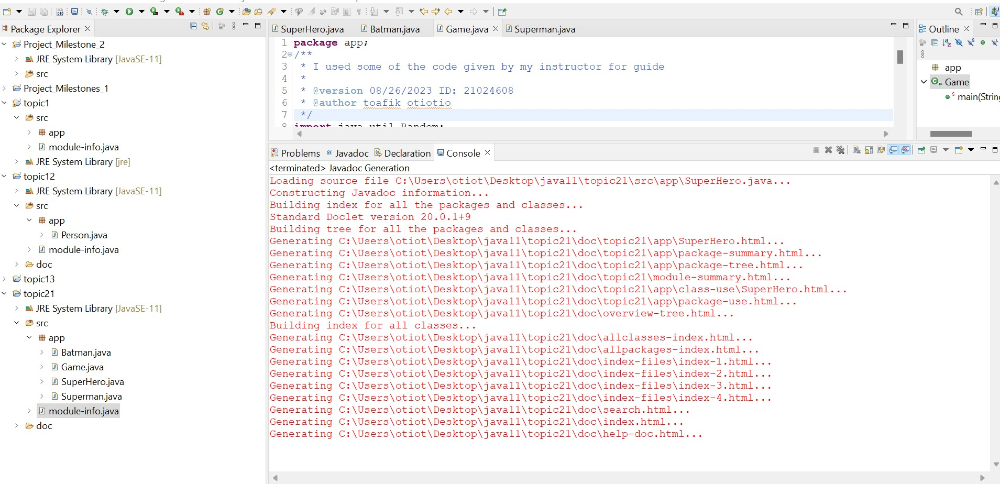 Package Explorer
Project_Milestone_2
JRE System Library [JavaSE-11]
src
Project_Milestones_1
topic1
src
app
module-info.java
JRE System Library [jre]
topic12
JRE System Library [JavaSE-11]
src
app
Person.java
module-info.java
doc
topic13
topic21
JRE System Library [JavaSE-11]
src
app
Batman.java
Game.java
SuperHero.java
Superman.java
module-info.java
doc
SuperHero.java Batman.java Game.java Superman.java
1 package app;
2 /**
3 * I used some of the code given by my instructor for guide
4 *
5 * @version 08/26/2023 ID: 21024608
6 * @author toafik otiotio
7 */
8 import java.util.Random;
Problems Javadoc Declaration Console
<terminated> Javadoc Generation
Loading source file C:\Users\otiot\Desktop\java11\topic21\src\app\SuperHero.java...
Constructing Javadoc information...
Building index for all the packages and classes...
Standard Doclet version 20.0.1+9
Building tree for all the packages and classes...
Generating C:\Users\otiot\Desktop\java11\topic21\doc\topic21\app\SuperHero.html...
Generating C:\Users\otiot\Desktop\java11\topic21\doc\topic21\app\package-summary.html...
Generating C:\Users\otiot\Desktop\java11\topic21\doc\topic21\app\package-tree.html...
Generating C:\Users\otiot\Desktop\java11\topic21\doc\topic21\module-summary.html...
Generating C:\Users\otiot\Desktop\java11\topic21\doc\topic21\app\class-use\SuperHero.html...
Generating C:\Users\otiot\Desktop\java11\topic21\doc\topic21\app\package-use.html...
Generating C:\Users\otiot\Desktop\java11\topic21\doc\overview-tree.html...
Building index for all classes...
Generating C:\Users\otiot\Desktop\java11\topic21\doc\allclasses-index.html...
Generating C:\Users\otiot\Desktop\java11\topic21\doc\allpackages-index.html...
Generating C:\Users\otiot\Desktop\java11\topic21\doc\index-files\index-1.html...
Generating C:\Users\otiot\Desktop\java11\topic21\doc\index-files\index-2.html...
Generating C:\Users\otiot\Desktop\java11\topic21\doc\index-files\index-3.html...
Generating C:\Users\otiot\Desktop\java11\topic21\doc\index-files\index-4.html...
Generating C:\Users\otiot\Desktop\java11\topic21\doc\search.html...
Generating C:\Users\otiot\Desktop\java11\topic21\doc\index.html...
Generating C:\Users\otiot\Desktop\java11\topic21\doc\help-doc.html...
Outline
app
Game
main(String